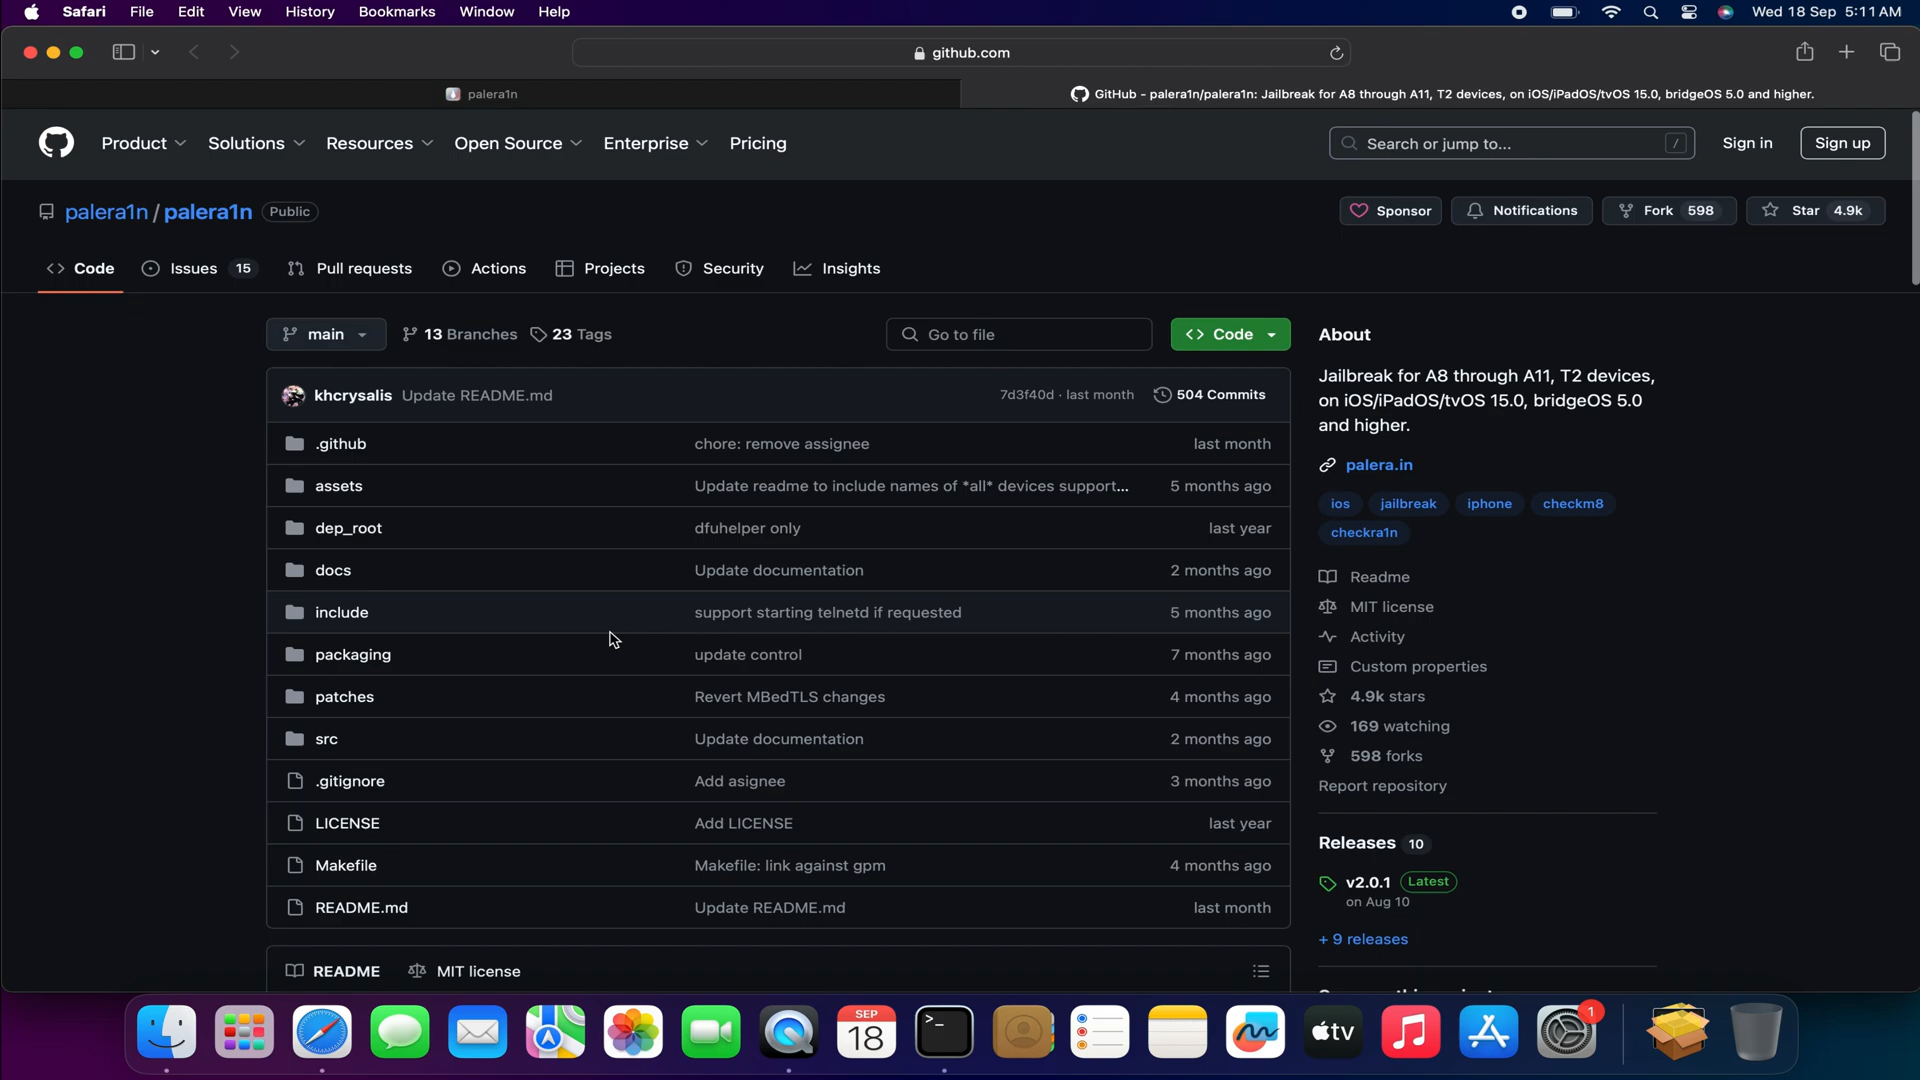 Safari File Edit View History Bookmarks Window Help Wed 18 Sep 5:11 AM
github.com
palera1n GitHub - palera1n/palera1n: Jailbreak for A8 through A11, T2 devices, on iOS/iPadOS/tvOS 15.0, bridgeOS 5.0 and higher.
Product Solutions Resources Open Source Enterprise Pricing Search or jump to... / Sign in Sign up
palera1n / palera1n Public Sponsor Notifications Fork 598 Star 4.9k
<> Code Issues 15 Pull requests Actions Projects Security Insights
main 13 Branches 23 Tags Go to file <> Code
khcrysalis Update README.md 7d3f40d · last month 504 Commits
.github chore: remove assignee last month
assets Update readme to include names of *all* devices support... 5 months ago
dep_root dfuhelper only last year
docs Update documentation 2 months ago
include support starting telnetd if requested 5 months ago
packaging update control 7 months ago
patches Revert MBedTLS changes 4 months ago
src Update documentation 2 months ago
.gitignore Add asignee 3 months ago
LICENSE Add LICENSE last year
Makefile Makefile: link against gpm 4 months ago
README.md Update README.md last month
README MIT license
About
Jailbreak for A8 through A11, T2 devices,
on iOS/iPadOS/tvOS 15.0, bridgeOS 5.0
and higher.
palera.in
ios jailbreak iphone checkm8
checkra1n
Readme
MIT license
Activity
Custom properties
4.9k stars
169 watching
598 forks
Report repository
Releases 10
v2.0.1 Latest
on Aug 10
+ 9 releases
SEP
18
>_
tv
1